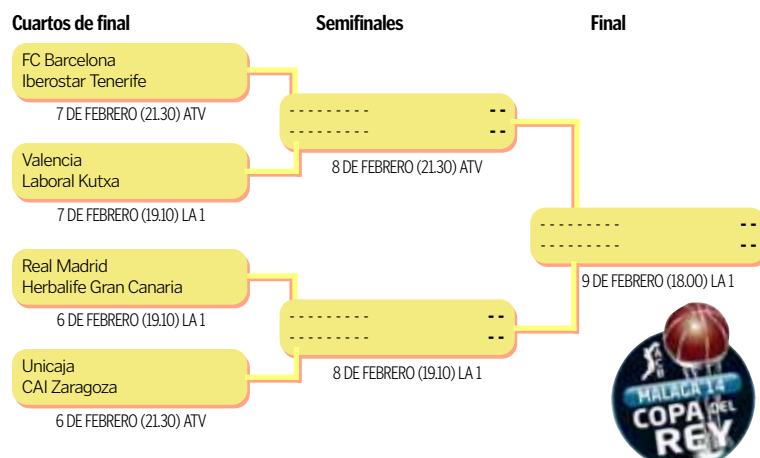 Cuartos de final
Semifinales
Final
FC Barcelona
Iberostar Tenerife
7 DE FEBRERO (21.30) ATV
Valencia
Laboral Kutxa
7 DE FEBRERO (19.10) LA 1
Real Madrid
Herbalife Gran Canaria
6 DE FEBRERO (19.10) LA 1
Unicaja
CAI Zaragoza
6 DE FEBRERO (21.30) ATV
- - - - - - - - - - -
- - - - - - - - - - -
8 DE FEBRERO (21.30) ATV
- - - - - - - - - - -
- - - - - - - - - - -
8 DE FEBRERO (19.10) LA 1
- - - - - - - - - - -
- - - - - - - - - - -
9 DE FEBRERO (18.00) LA 1
ACB
MALAGA 14
COPA DEL
REY